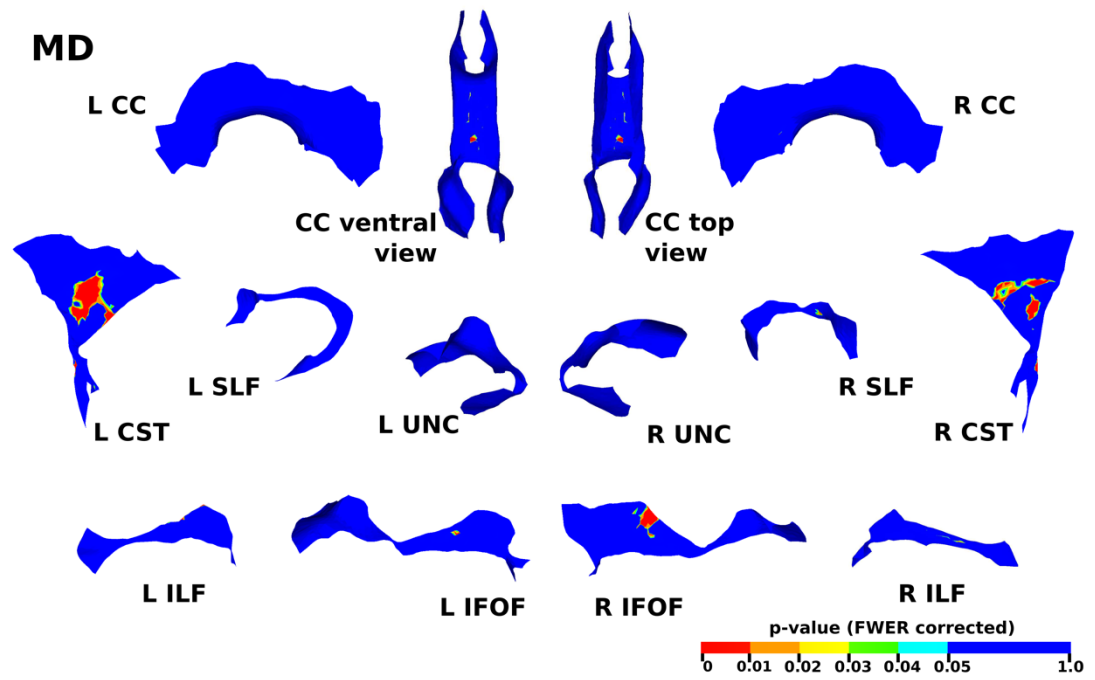 MD
L CC
R CC
CC ventral
view
CC top
view
L SLF
R SLF
L CST
L UNC
R UNC
R CST
L ILF
L IFOF
R IFOF
R ILF
p-value (FWER corrected)
0 0.01 0.02 0.03 0.04 0.05 1.0